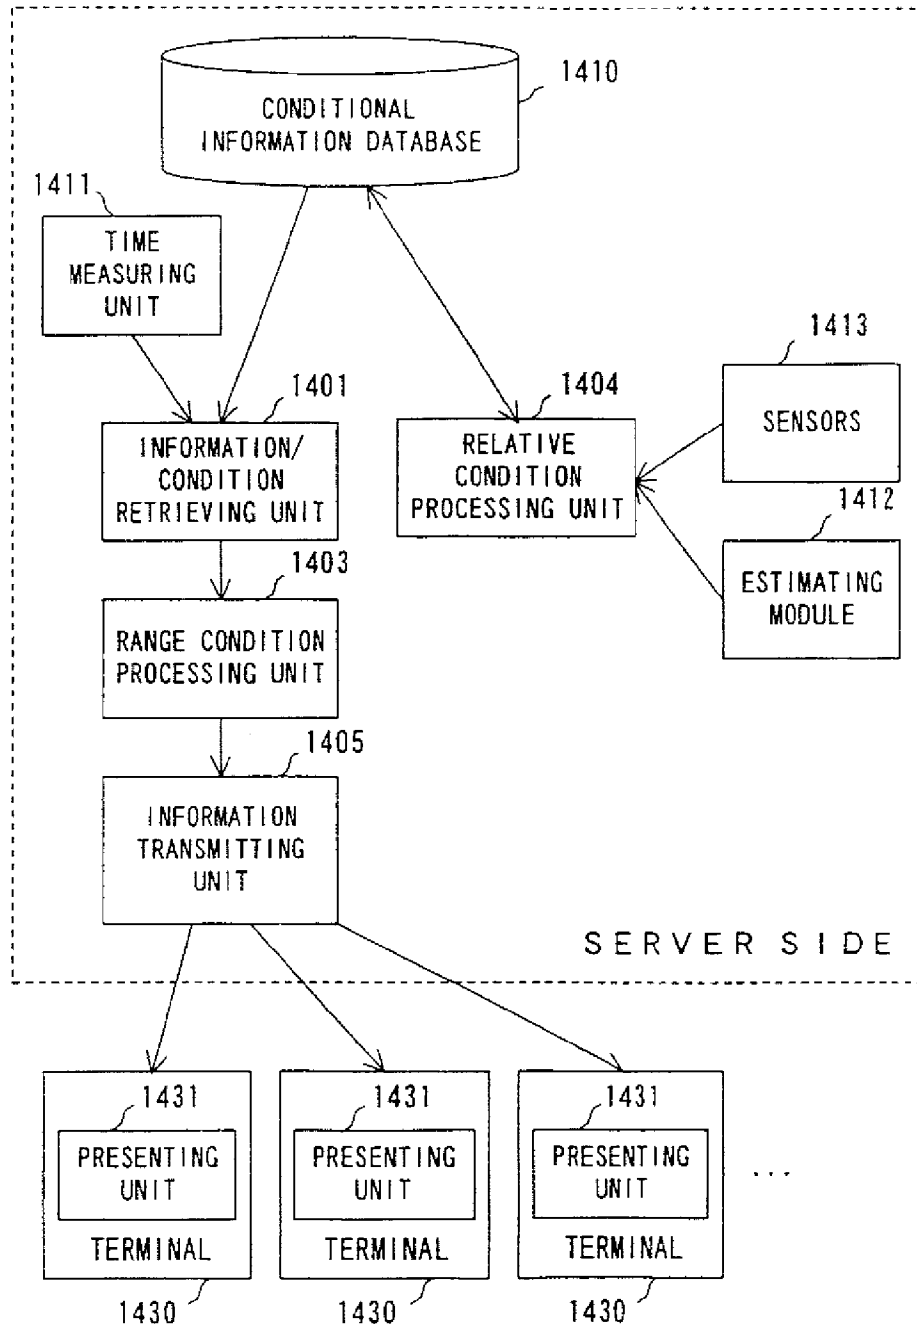 1410
CONDITIONAL
INFORMATION DATABASE
1411
TIME
MEASURING
UNIT
1413
SENSORS
1401
INFORMATION/
CONDITION
RETRIEVING UNIT
1404
RELATIVE
CONDITION
PROCESSING UNIT
1412
ESTIMATING
MODULE
1403
RANGE CONDITION
PROCESSING UNIT
1405
INFORMATION
TRANSMITTING
UNIT
SERVER SIDE
1431
PRESENTING
UNIT
TERMINAL
1430
1431
PRESENTING
UNIT
TERMINAL
1430
1431
PRESENTING
UNIT
TERMINAL
1430
...